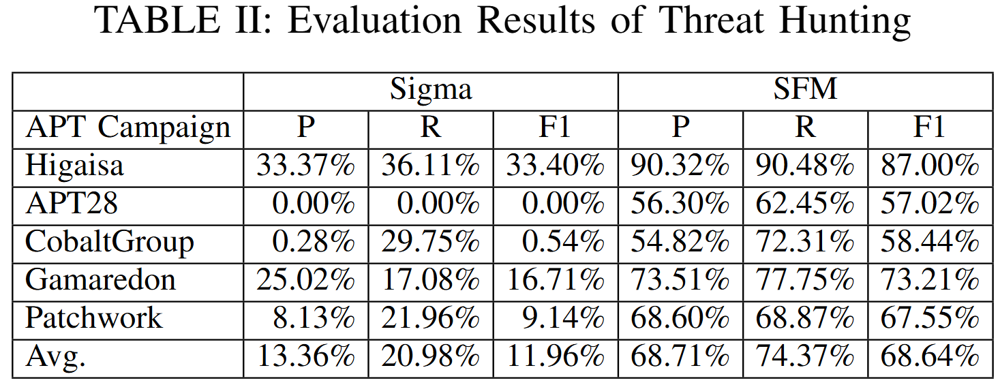 TABLE II: Evaluation Results of Threat Hunting
Sigma SFM
APT Campaign P R F1 P R F1
Higaisa 33.37% 36.11% 33.40% 90.32% 90.48% 87.00%
APT28 0.00% 0.00% 0.00% 56.30% 62.45% 57.02%
CobaltGroup 0.28% 29.75% 0.54% 54.82% 72.31% 58.44%
Gamaredon 25.02% 17.08% 16.71% 73.51% 77.75% 73.21%
Patchwork 8.13% 21.96% 9.14% 68.60% 68.87% 67.55%
Avg. 13.36% 20.98% 11.96% 68.71% 74.37% 68.64%